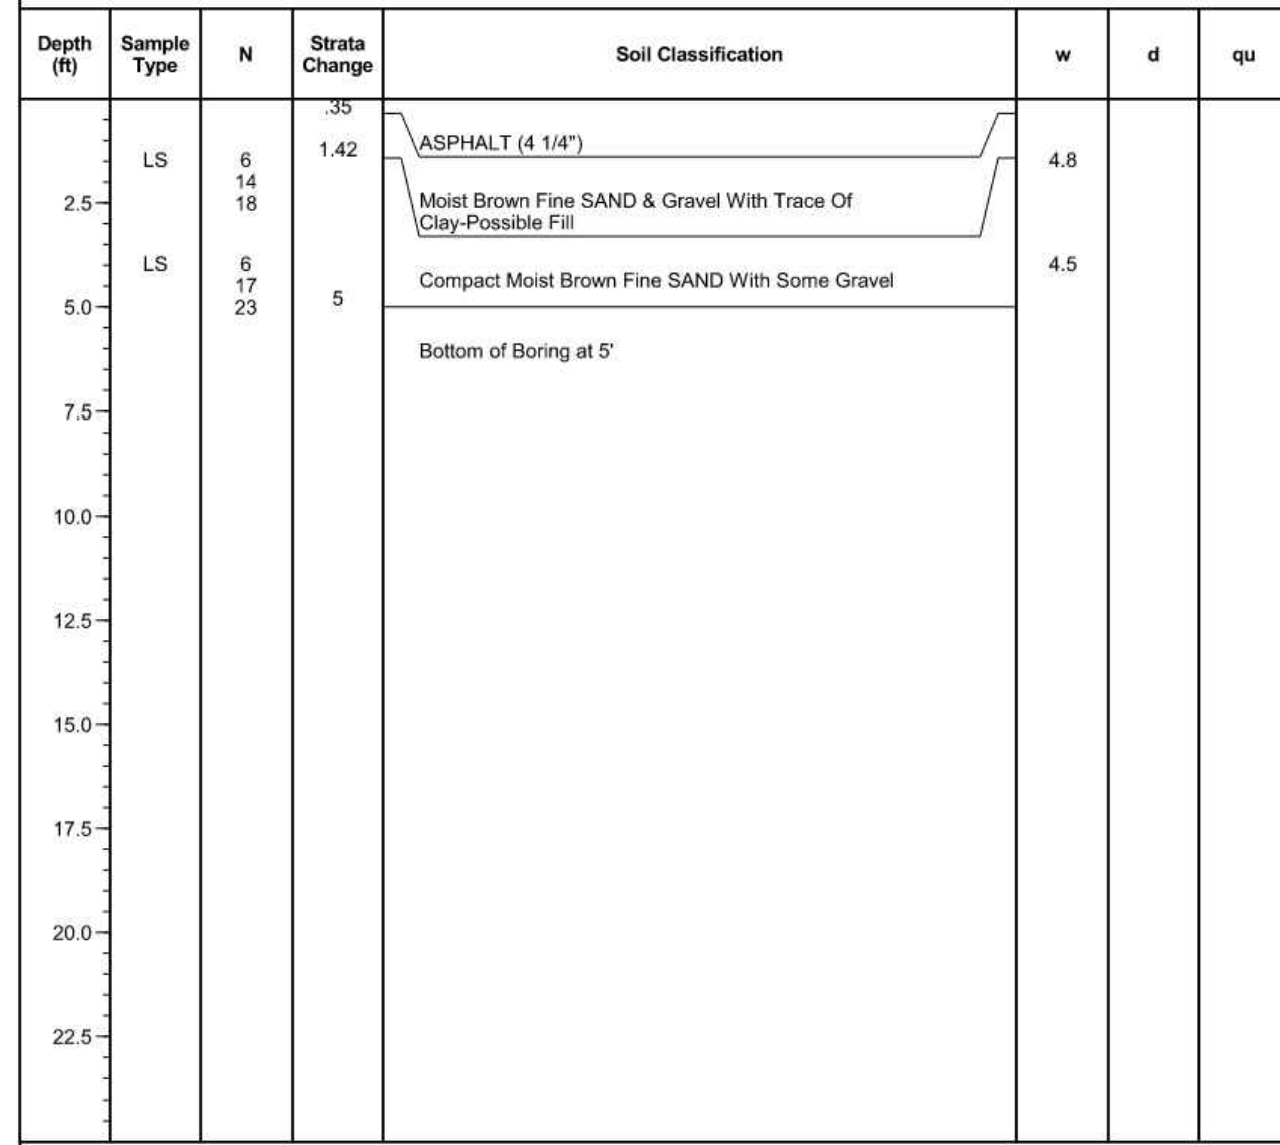 Depth (ft) Sample Type N Strata Change Soil Classification w d qu
.35
ASPHALT (4 1/4")
1.42
LS 6 4.8
14
2.5 18 Moist Brown Fine SAND & Gravel With Trace Of
Clay-Possible Fill
LS 6 4.5
17 Compact Moist Brown Fine SAND With Some Gravel
5.0 23 5
Bottom of Boring at 5'
7.5
10.0
12.5
15.0
17.5
20.0
22.5